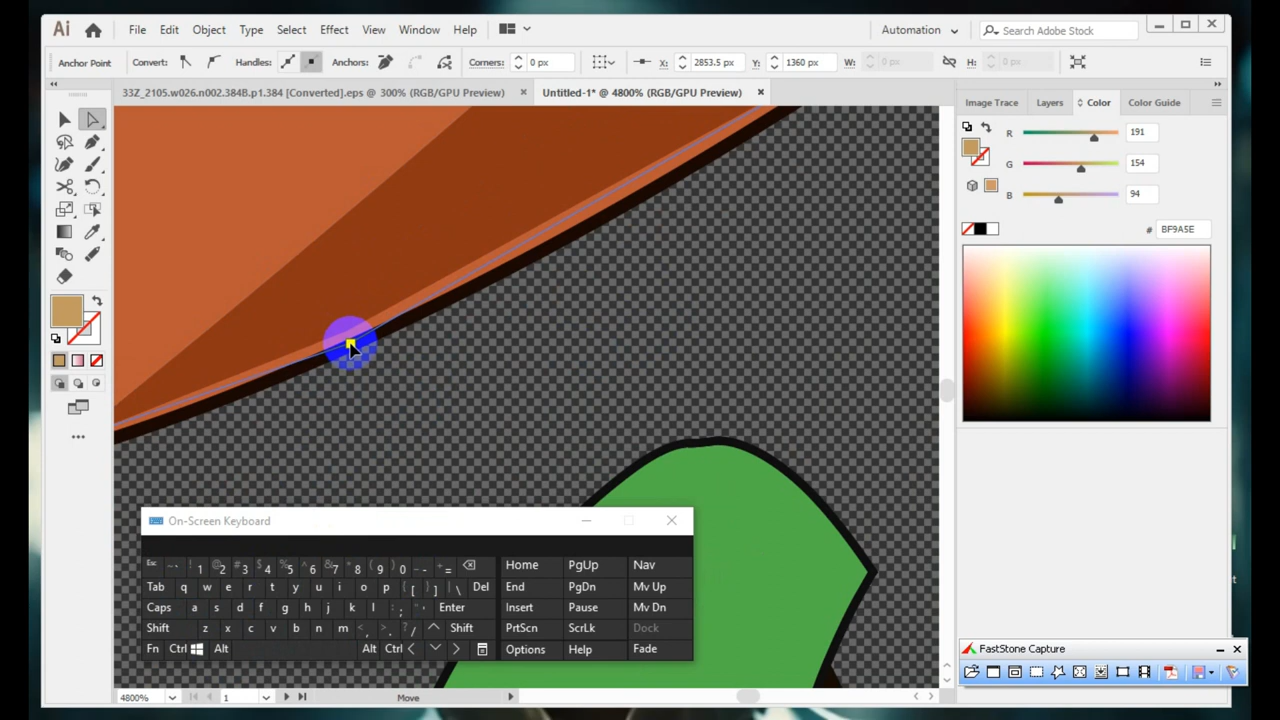 Ai File Edit Object Type Select Effect View Window Help Automation Search Adobe Stock
Anchor Point Convert: Handles: Anchors: Corners: 0 px X: 2853.5 px Y: 1360 px W: 0 px H: 0 px
33Z_2105.w026.n002.384B.p1.384 [Converted].eps @ 300% (RGB/GPU Preview) Untitled-1* @ 4800% (RGB/GPU Preview)
Image Trace Layers Color Color Guide
R 191
G 154
B 94
# BF9A5E
On-Screen Keyboard
Esc ~ ` ! 1 @ 2 # 3 $ 4 % 5 ^ 6 & 7 * 8 ( 9 ) 0 _ - + = Home PgUp Nav
Tab q w e r t y u i o p { [ } ] | \ Del End PgDn Mv Up
Caps a s d f g h j k l : ; " ' Enter Insert Pause Mv Dn
Shift z x c v b n m < , > . ? / Shift PrtScn ScrLk Dock
Fn Ctrl Alt Alt Ctrl Options Help Fade
FastStone Capture
4800% 1 Move